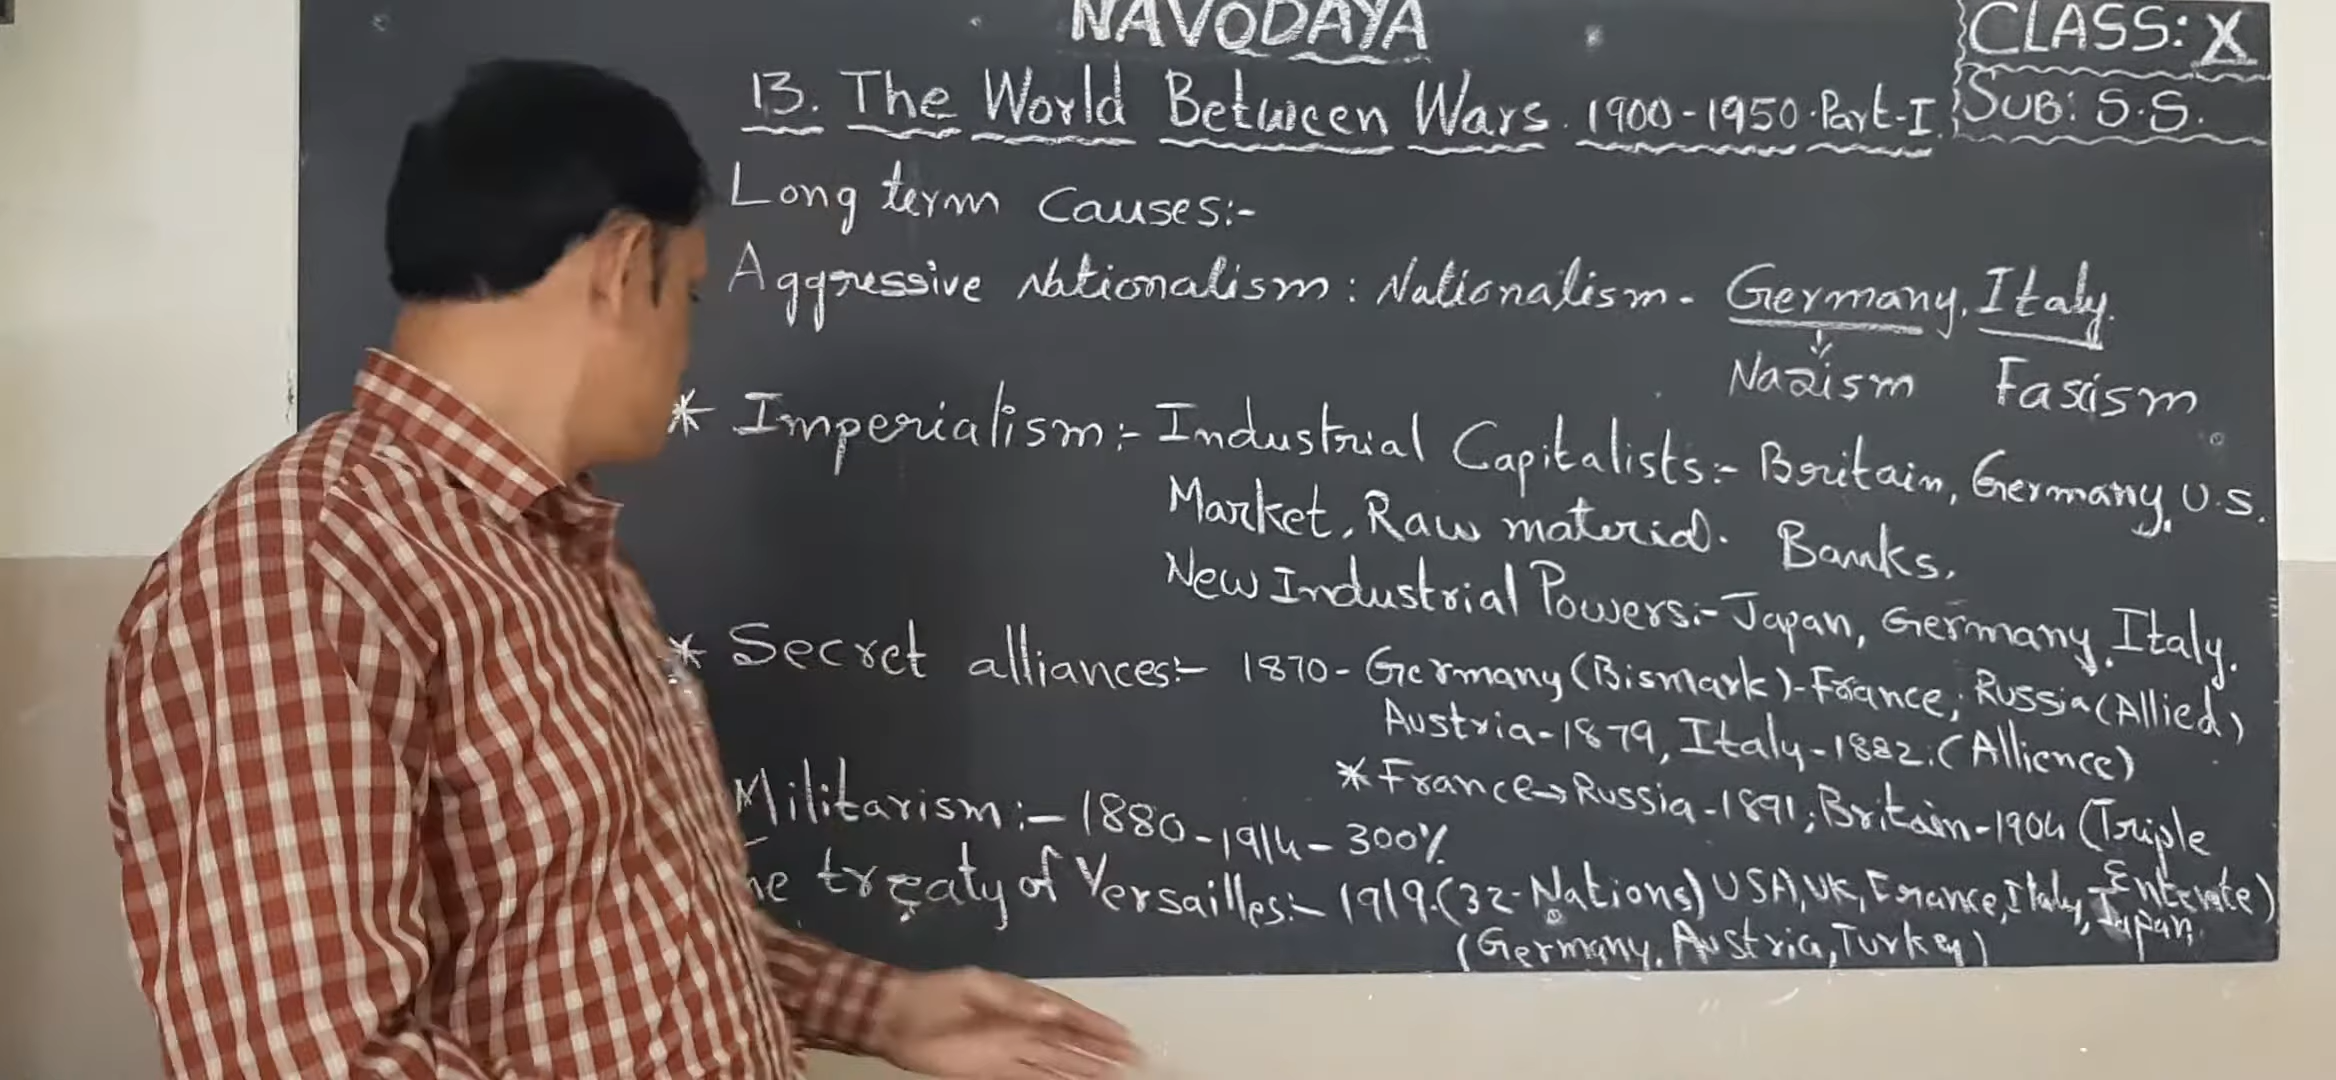 NAVODAYA
CLASS: X
SUB: S.S.
13. The World Between Wars. 1900-1950. Part-I.
Long term Causes:-
Aggressive Nationalism: Nationalism - Germany, Italy.
Nazism Fascism
* Imperialism:- Industrial Capitalists:- Britain, Germany, U.S.
Market, Raw material. Banks.
New Industrial Powers:- Japan, Germany, Italy.
* Secret alliances:- 1870- Germany (Bismark)-France; Russia (Allied)
Austria-1879, Italy-1882. (Allience)
* France→Russia-1891; Britain-1904 (Triple
Militarism:- 1880-1914-300%
Entente)
he treaty of Versailles:- 1919. (32-Nations) USA, UK, France, Italy, Japan.
(Germany, Austria, Turkey)